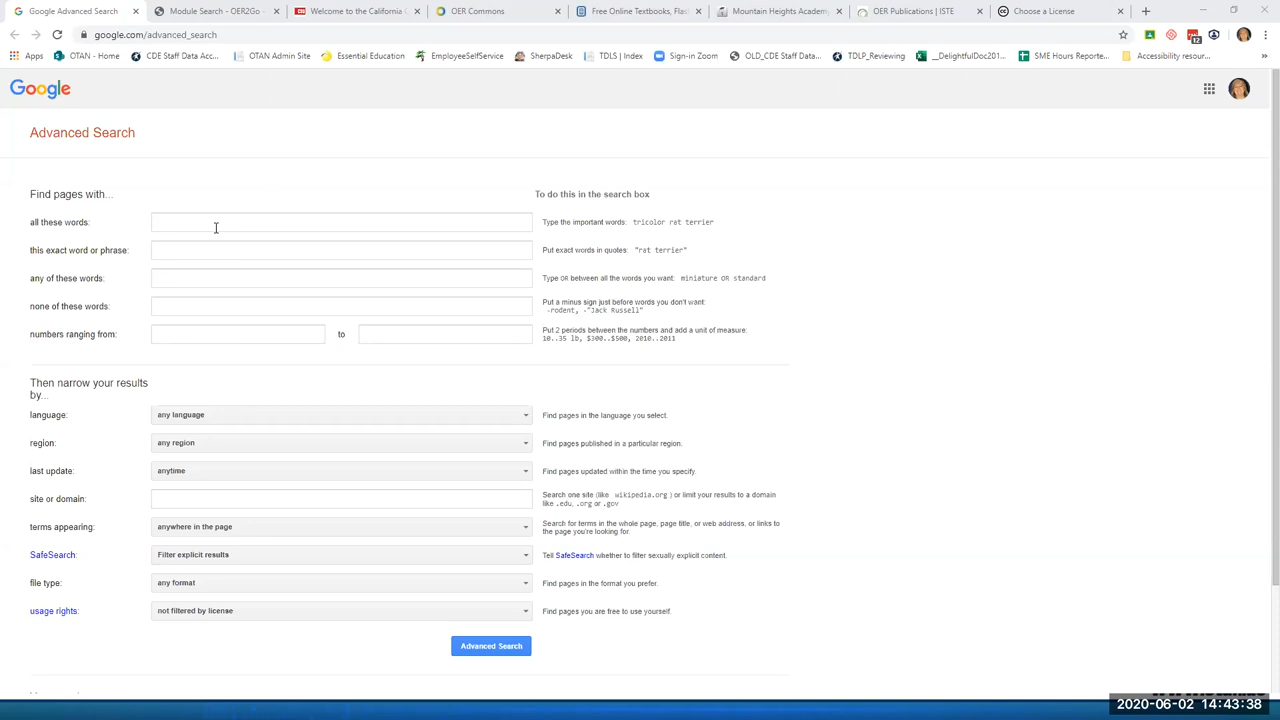 Google Advanced Search
Module Search - OER2Go
Welcome to the California
OER Commons
Free Online Textbooks, Flas
Mountain Heights Academy
OER Publications | ISTE
Choose a License
google.com/advanced_search
12
Apps
OTAN - Home
CDE Staff Data Acc...
OTAN Admin Site
Essential Education
EmployeeSelfService
SherpaDesk
TDLS | Index
Sign-in Zoom
OLD_CDE Staff Data...
TDLP_Reviewing
__DelightfulDoc201...
SME Hours Reporte...
Accessibility resour...
Google
Advanced Search
Find pages with...
To do this in the search box
all these words:
Type the important words: tricolor rat terrier
this exact word or phrase:
Put exact words in quotes: "rat terrier"
any of these words:
Type OR between all the words you want: miniature OR standard
none of these words:
Put a minus sign just before words you don't want:
-rodent, -"Jack Russell"
numbers ranging from:
to
Put 2 periods between the numbers and add a unit of measure:
10..35 lb, $300..$500, 2010..2011
Then narrow your results
by...
language:
any language
Find pages in the language you select.
region:
any region
Find pages published in a particular region.
last update:
anytime
Find pages updated within the time you specify.
site or domain:
Search one site (like wikipedia.org ) or limit your results to a domain
like .edu, .org or .gov
terms appearing:
anywhere in the page
Search for terms in the whole page, page title, or web address, or links to
the page you're looking for.
SafeSearch:
Filter explicit results
Tell SafeSearch whether to filter sexually explicit content.
file type:
any format
Find pages in the format you prefer.
usage rights:
not filtered by license
Find pages you are free to use yourself.
Advanced Search
2020-06-02 14:43:38